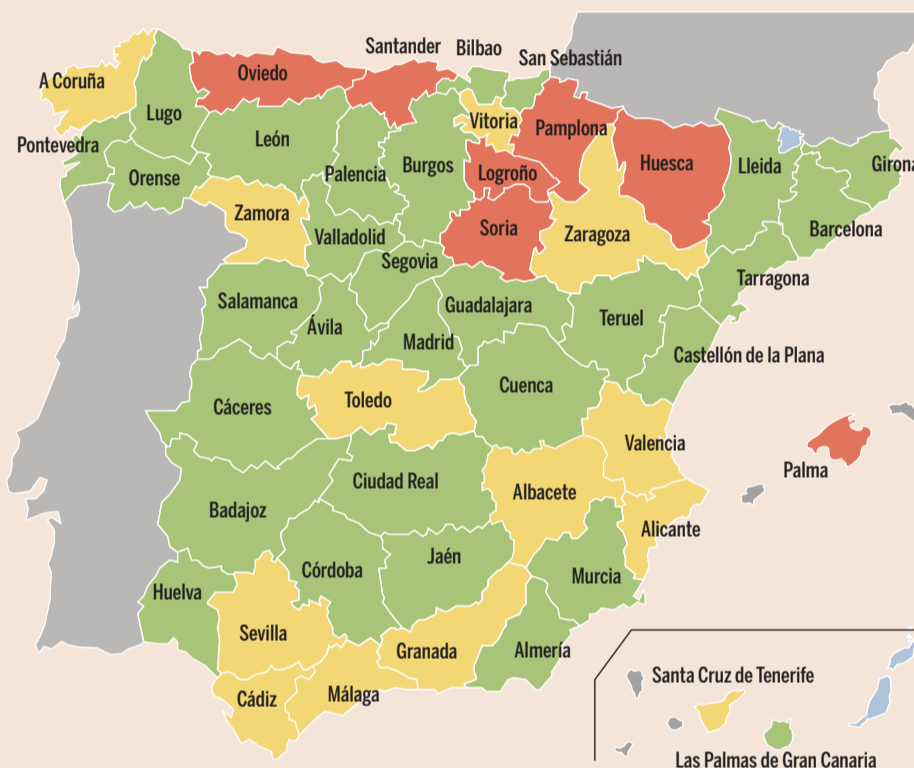 Santander
Bilbao
San Sebastián
Oviedo
A Coruña
Lugo
Vitoria
Pamplona
Pontevedra
León
Palencia
Burgos
Logroño
Huesca
Lleida
Girona
Orense
Zamora
Valladolid
Soria
Zaragoza
Barcelona
Segovia
Tarragona
Salamanca
Ávila
Guadalajara
Teruel
Madrid
Castellón de la Plana
Cuenca
Cáceres
Toledo
Valencia
Palma
Ciudad Real
Albacete
Badajoz
Alicante
Jaén
Córdoba
Murcia
Huelva
Sevilla
Granada
Almería
Cádiz
Málaga
Santa Cruz de Tenerife
Las Palmas de Gran Canaria